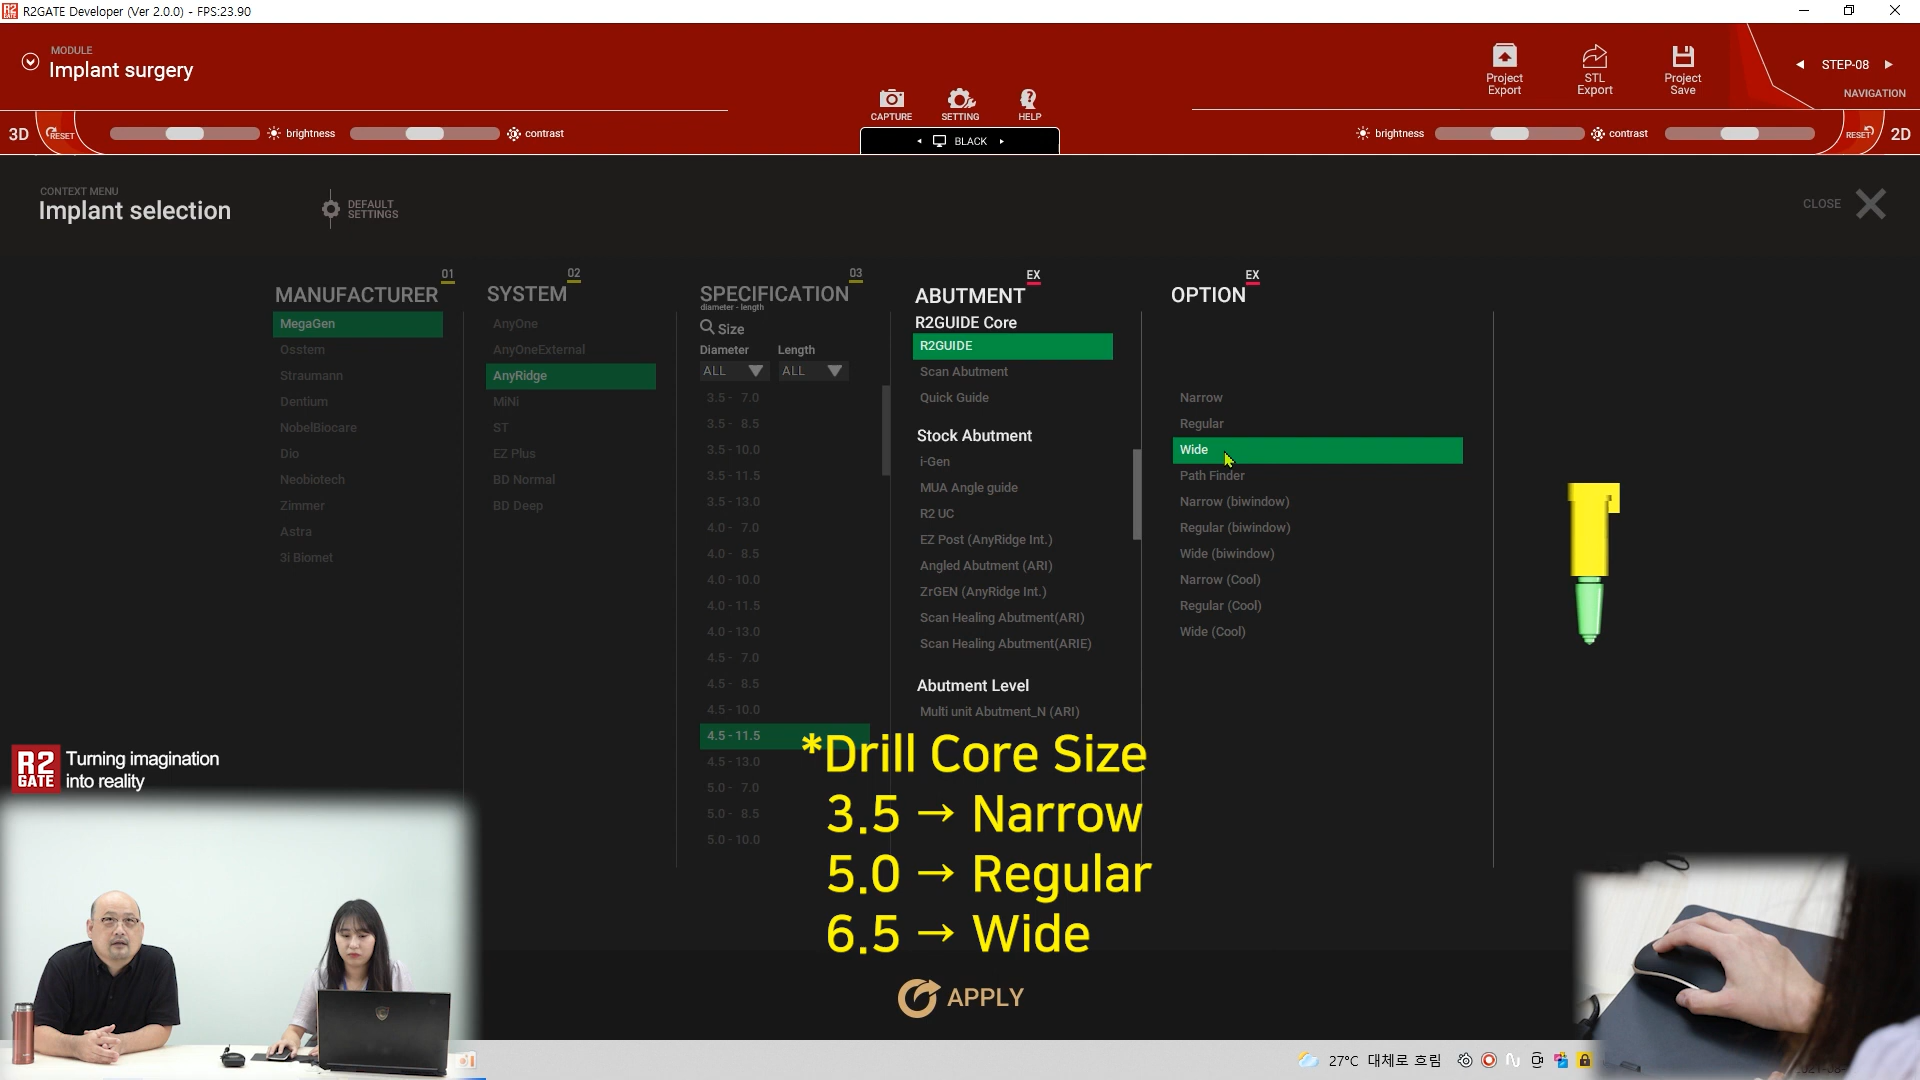 R2GATE Developer (Ver 2.0.0) - FPS:23.90
MODULE
Implant surgery
CAPTURE
SETTING
HELP
Project Export
STL Export
Project Save
STEP-08
NAVIGATION
3D
RESET
brightness
contrast
BLACK
brightness
contrast
RESET
2D
CONTEXT MENU
Implant selection
DEFAULT SETTINGS
CLOSE
MANUFACTURER
01
MegaGen
Osstem
Straumann
Dentium
NobelBiocare
Dio
Neobiotech
Zimmer
Astra
3i Biomet
SYSTEM
02
AnyOne
AnyOneExternal
AnyRidge
MiNi
ST
EZ Plus
BD Normal
BD Deep
SPECIFICATION
03
diameter - length
Size
Diameter
Length
ALL
ALL
3.5 - 7.0
3.5 - 8.5
3.5 - 10.0
3.5 - 11.5
3.5 - 13.0
4.0 - 7.0
4.0 - 8.5
4.0 - 10.0
4.0 - 11.5
4.0 - 13.0
4.5 - 7.0
4.5 - 8.5
4.5 - 10.0
4.5 - 11.5
4.5 - 13.0
5.0 - 7.0
5.0 - 8.5
5.0 - 10.0
ABUTMENT
EX
R2GUIDE Core
R2GUIDE
Scan Abutment
Quick Guide
Stock Abutment
i-Gen
MUA Angle guide
R2 UC
EZ Post (AnyRidge Int.)
Angled Abutment (ARI)
ZrGEN (AnyRidge Int.)
Scan Healing Abutment(ARI)
Scan Healing Abutment(ARIE)
Abutment Level
Multi unit Abutment_N (ARI)
OPTION
EX
Narrow
Regular
Wide
Path Finder
Narrow (biwindow)
Regular (biwindow)
Wide (biwindow)
Narrow (Cool)
Regular (Cool)
Wide (Cool)
*Drill Core Size
3.5 → Narrow
5.0 → Regular
6.5 → Wide
R2 GATE
Turning imagination
into reality
APPLY
27°C 대체로 흐림